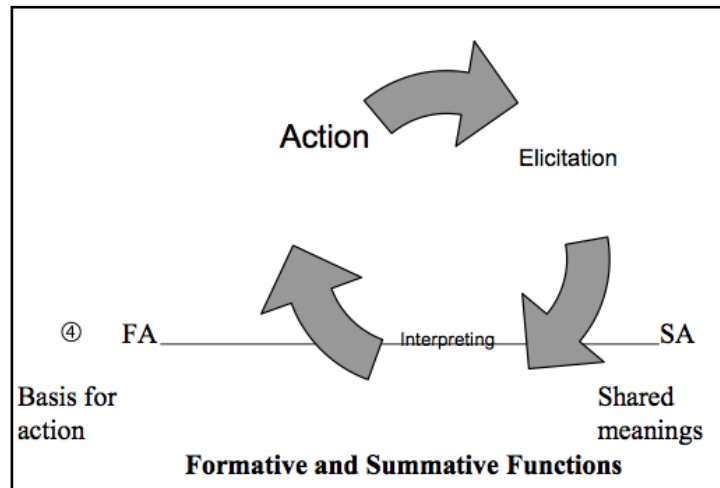 Action
Elicitation
④ FA Interpreting SA
Basis for action
Shared meanings
Formative and Summative Functions